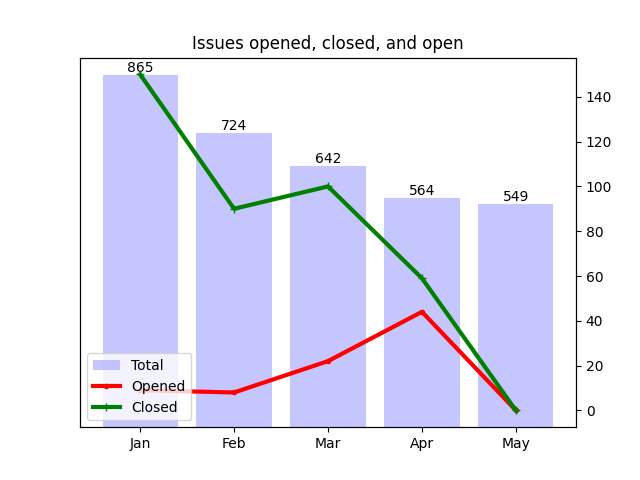 Issues opened, closed, and open
865
724
642
564
549
140
120
100
80
60
40
20
0
Total
Opened
Closed
Jan Feb Mar Apr May